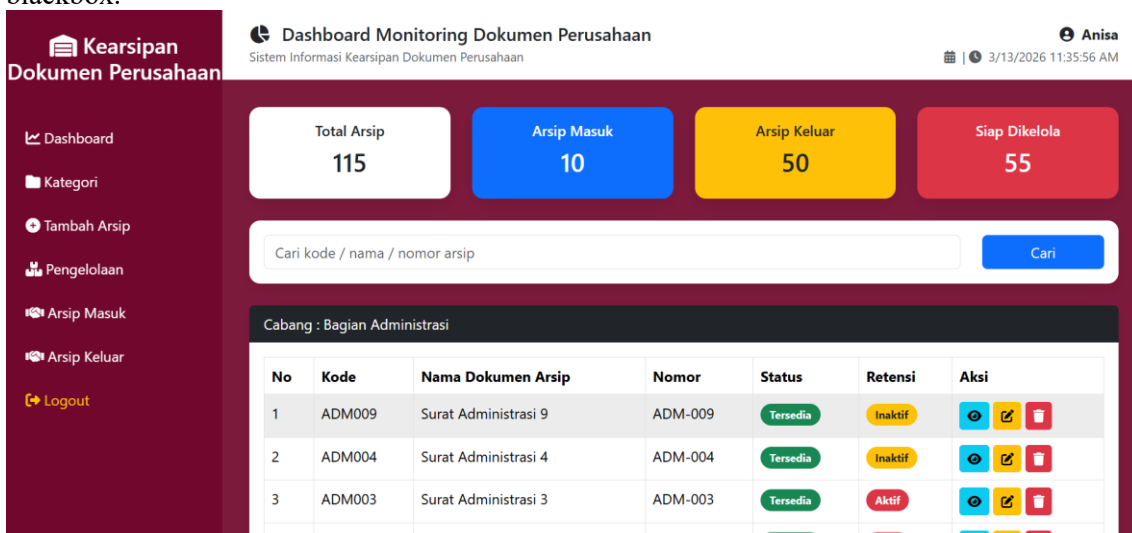 blackbox.
Kearsipan
Dokumen Perusahaan
Dashboard
Kategori
Tambah Arsip
Pengelolaan
Arsip Masuk
Arsip Keluar
Logout
Dashboard Monitoring Dokumen Perusahaan
Sistem Informasi Kearsipan Dokumen Perusahaan
Anisa
| 3/13/2026 11:35:56 AM
Total Arsip
115
Arsip Masuk
10
Arsip Keluar
50
Siap Dikelola
55
Cari kode / nama / nomor arsip
Cari
Cabang : Bagian Administrasi
No Kode Nama Dokumen Arsip Nomor Status Retensi Aksi
1 ADM009 Surat Administrasi 9 ADM-009 Tersedia Inaktif
2 ADM004 Surat Administrasi 4 ADM-004 Tersedia Inaktif
3 ADM003 Surat Administrasi 3 ADM-003 Tersedia Aktif